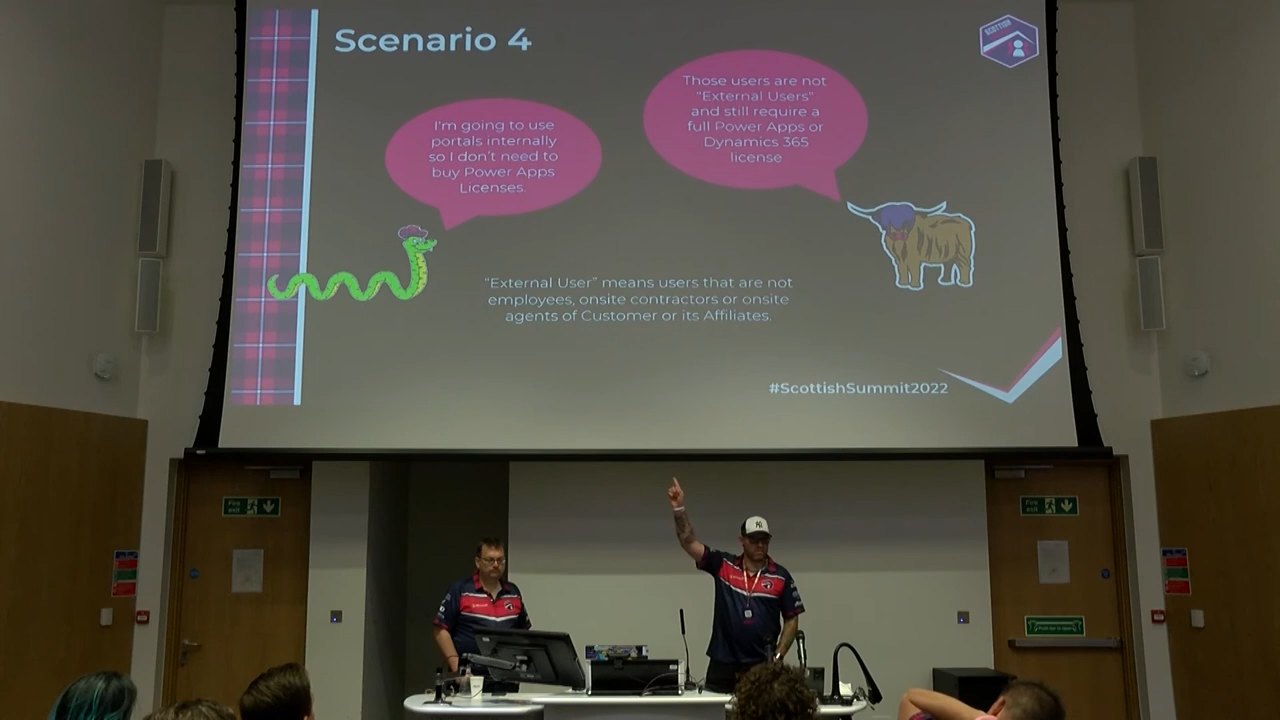 Scenario 4
SCOTTISH
Those users are not
"External Users"
and still require a
full Power Apps or
Dynamics 365
license
I'm going to use
portals internally
so I don't need to
buy Power Apps
Licenses.
"External User" means users that are not
employees, onsite contractors or onsite
agents of Customer or its Affiliates.
#ScottishSummit2022
Fire
exit
Fire
exit
NY